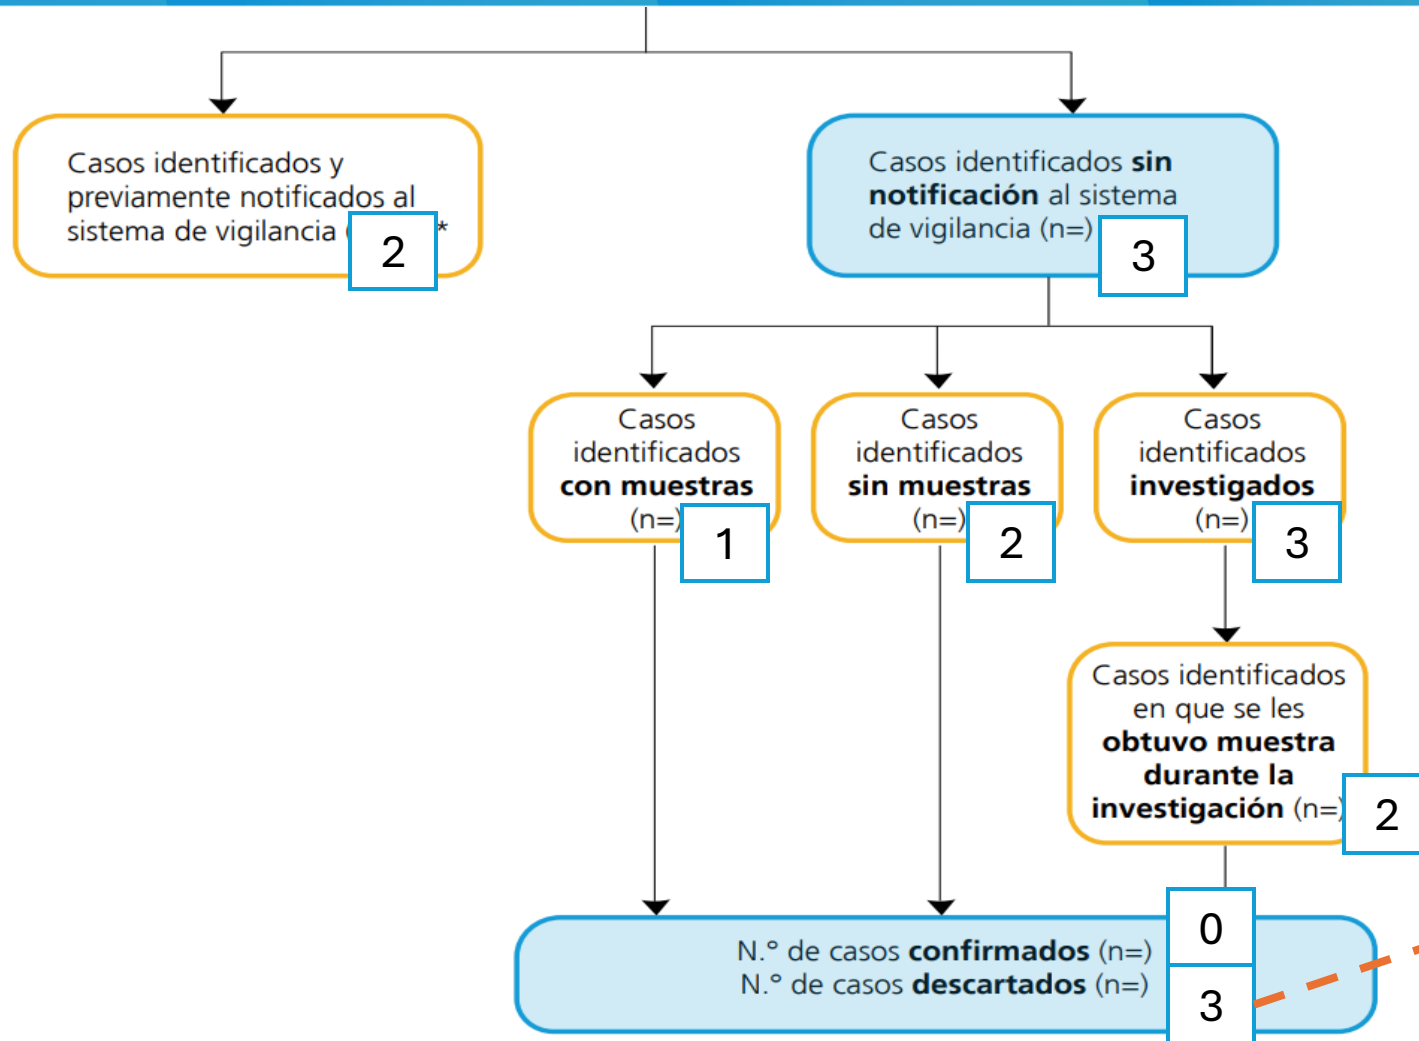 Casos identificados y
previamente notificados al
sistema de vigilancia ( *
2
Casos identificados sin
notificación al sistema
de vigilancia (n=)
3
Casos
identificados
con muestras
(n=)
1
Casos
identificados
sin muestras
(n=)
2
Casos
identificados
investigados
(n=)
3
Casos identificados
en que se les
obtuvo muestra
durante la
investigación (n=)
2
N.° de casos confirmados (n=)
0
N.° de casos descartados (n=)
3